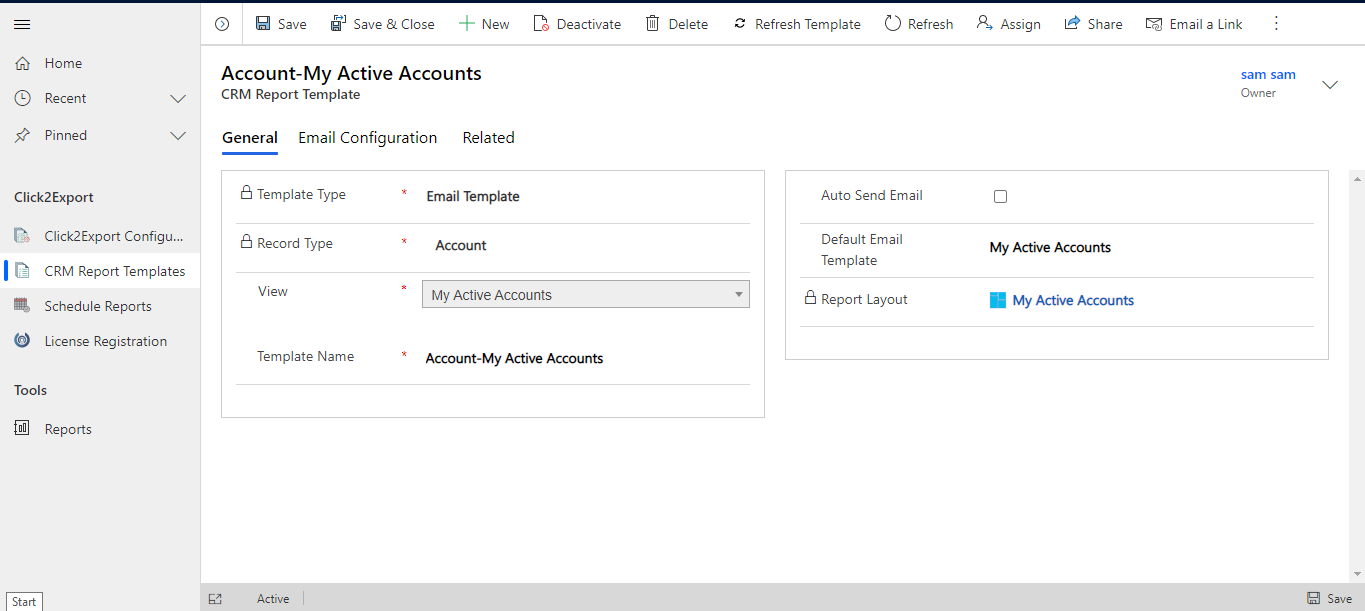 Save
Save & Close
New
Deactivate
Delete
Refresh Template
Refresh
Assign
Share
Email a Link
Home
Recent
Pinned
Click2Export
Click2Export Configu...
CRM Report Templates
Schedule Reports
License Registration
Tools
Reports
Start
Account-My Active Accounts
CRM Report Template
sam sam
Owner
General
Email Configuration
Related
Template Type * Email Template
Record Type * Account
View * My Active Accounts
Template Name * Account-My Active Accounts
Auto Send Email
Default Email
Template
My Active Accounts
Report Layout My Active Accounts
Active
Save